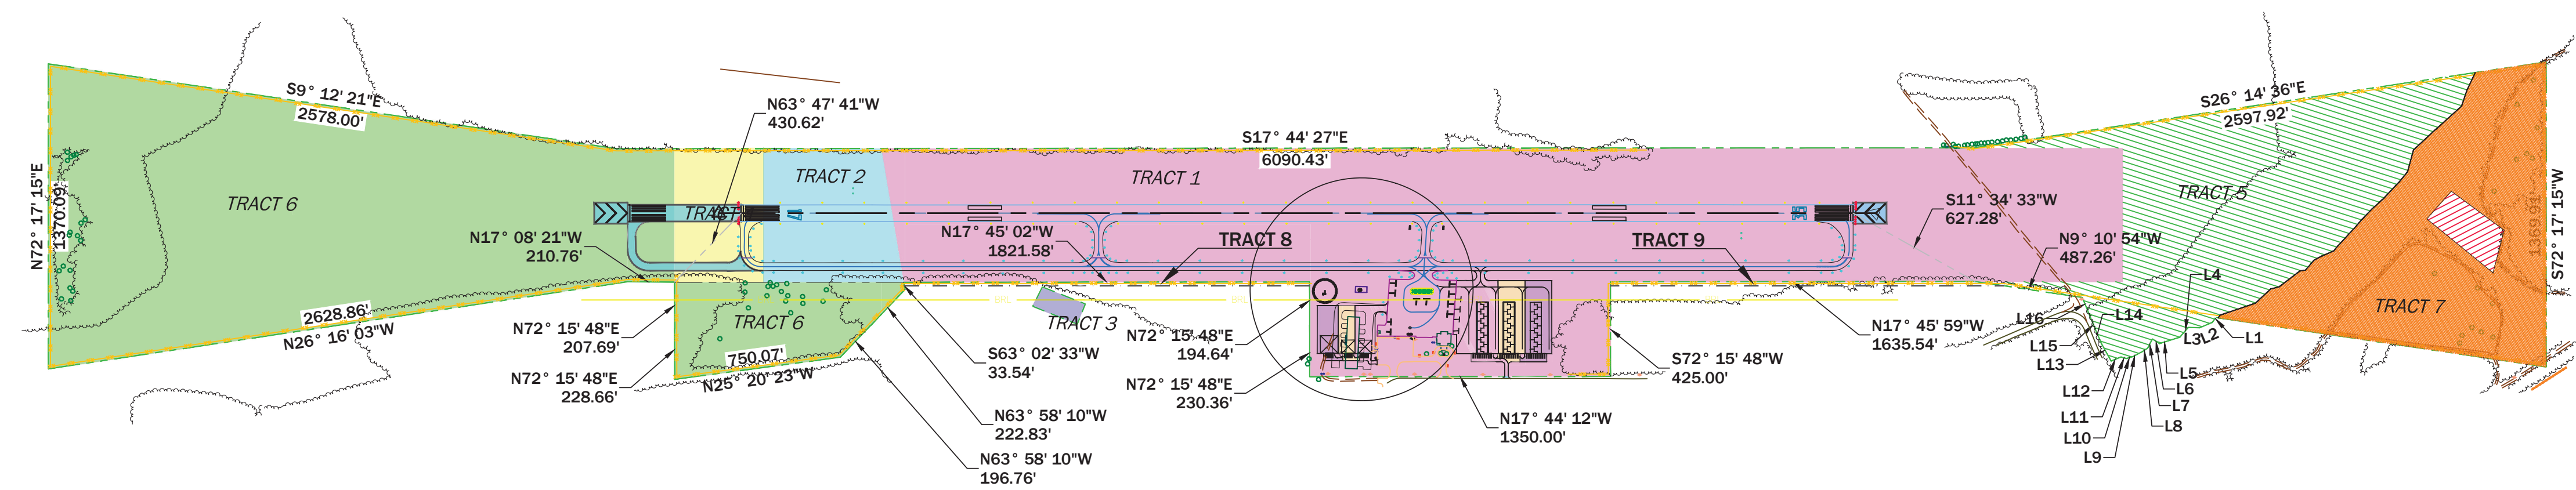 S9° 12' 21"E
2578.00'
N72° 17' 15"E
1370.09'
TRACT 6
2628.86'
N26° 16' 03"W
N63° 47' 41"W
430.62'
TRACT 2
TRACT
N17° 08' 21"W
210.76'
N72° 15' 48"E
207.69'
N72° 15' 48"E
228.66'
TRACT 6
750.07'
N25° 20' 23"W
S63° 02' 33"W
33.54'
N63° 58' 10"W
222.83'
N63° 58' 10"W
196.76'
S17° 44' 27"E
6090.43'
TRACT 1
N17° 45' 02"W
1821.58'
TRACT 8
TRACT 9
TRACT 3
BRL
BRL
N72° 15' 48"E
194.64'
N72° 15' 48"E
230.36'
N17° 44' 12"W
1350.00'
S72° 15' 48"W
425.00'
N17° 45' 59"W
1635.54'
S11° 34' 33"W
627.28'
N9° 10' 54"W
487.26'
S26° 14' 36"E
2597.92'
TRACT 5
TRACT 7
S72° 17' 15"W
1369.91'
L4
L16
L14
L15
L13
L12
L11
L10
L9
L8
L7
L6
L5
L3
L2
L1